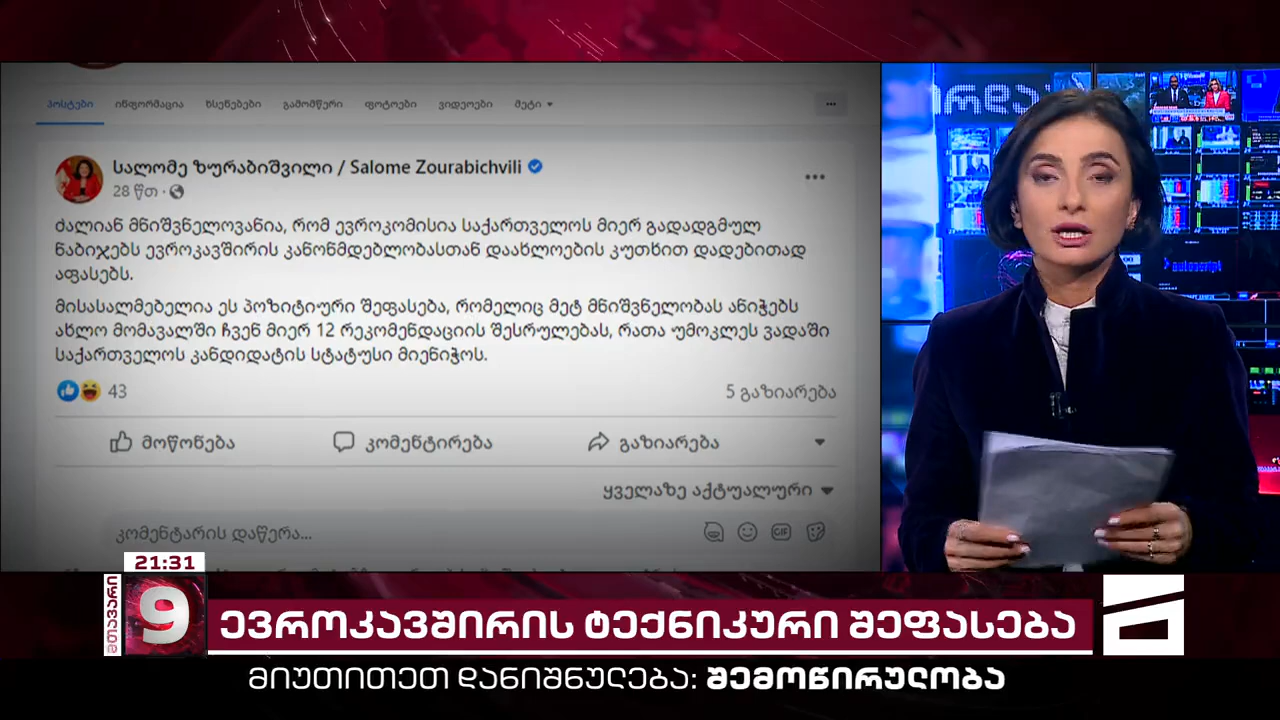 პოსტები ინფორმაცია ხსენებები გამომწერი ფოტოები ვიდეოები მეტი
სალომე ზურაბიშვილი / Salome Zourabichvili
28 წთ ·
ძალიან მნიშვნელოვანია, რომ ევროკომისია საქართველოს მიერ გადადგმულ
ნაბიჯებს ევროკავშირის კანონმდებლობასთან დაახლოების კუთხით დადებითად
აფასებს.
მისასალმებელია ეს პოზიტიური შეფასება, რომელიც მეტ მნიშვნელობას ანიჭებს
ახლო მომავალში ჩვენ მიერ 12 რეკომენდაციის შესრულებას, რათა უმოკლეს ვადაში
საქართველოს კანდიდატის სტატუსი მიენიჭოს.
43 5 გაზიარება
მოწონება კომენტირება გაზიარება
ყველაზე აქტუალური
კომენტარის დაწერა...
GIF
autoscript
21:31
მთავარი
9
ევროკავშირის ტექნიკური შეფასება
მიუთითეთ დანიშნულება: შემოწირულობა